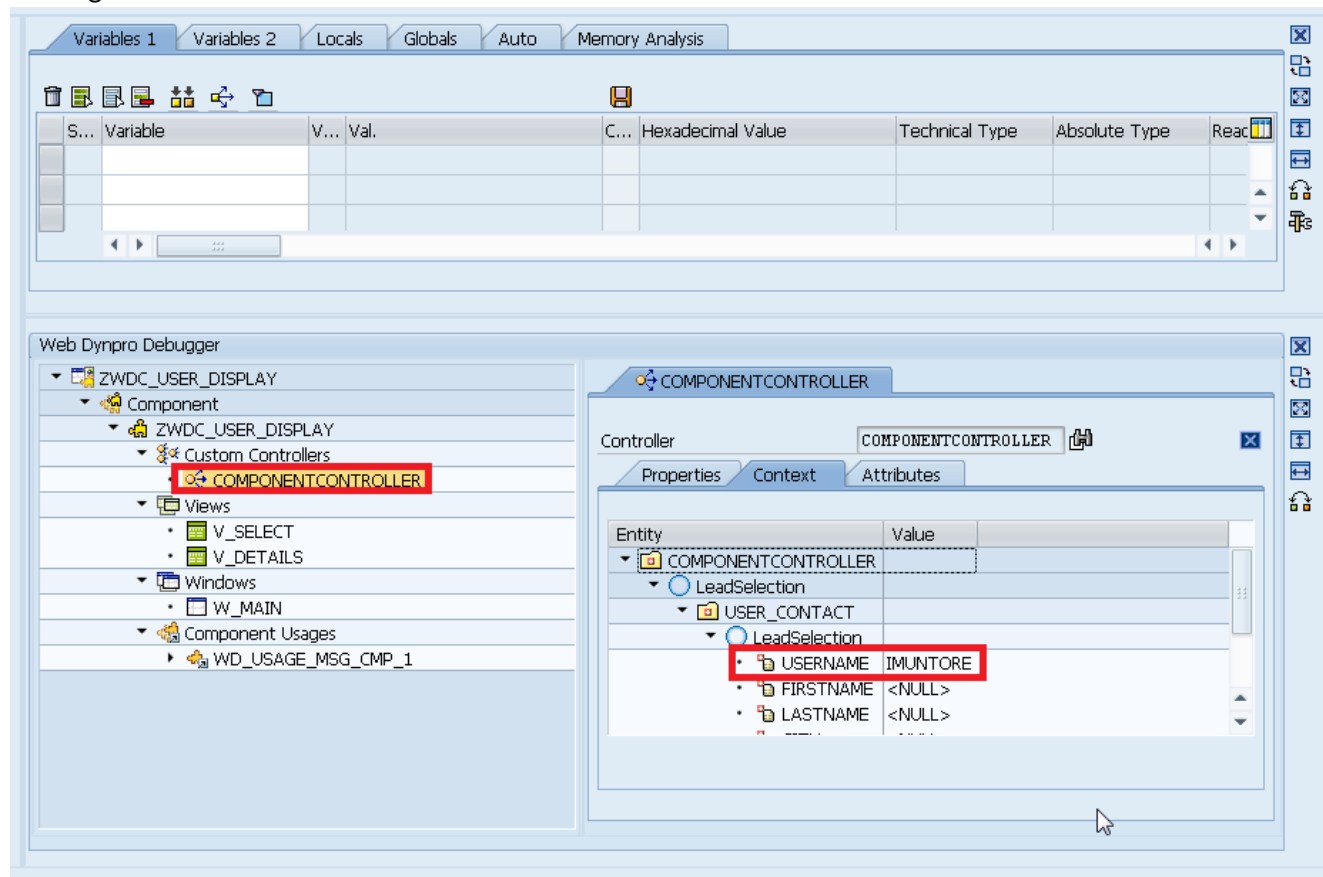 Variables 1 Variables 2 Locals Globals Auto Memory Analysis
S... Variable V... Val. C... Hexadecimal Value Technical Type Absolute Type Reac
Web Dynpro Debugger
ZWDC_USER_DISPLAY
Component
ZWDC_USER_DISPLAY
Custom Controllers
COMPONENTCONTROLLER
Views
V_SELECT
V_DETAILS
Windows
W_MAIN
Component Usages
WD_USAGE_MSG_CMP_1
COMPONENTCONTROLLER
Controller COMPONENTCONTROLLER
Properties Context Attributes
Entity Value
COMPONENTCONTROLLER
LeadSelection
USER_CONTACT
LeadSelection
USERNAME IMUNTORE
FIRSTNAME <NULL>
LASTNAME <NULL>